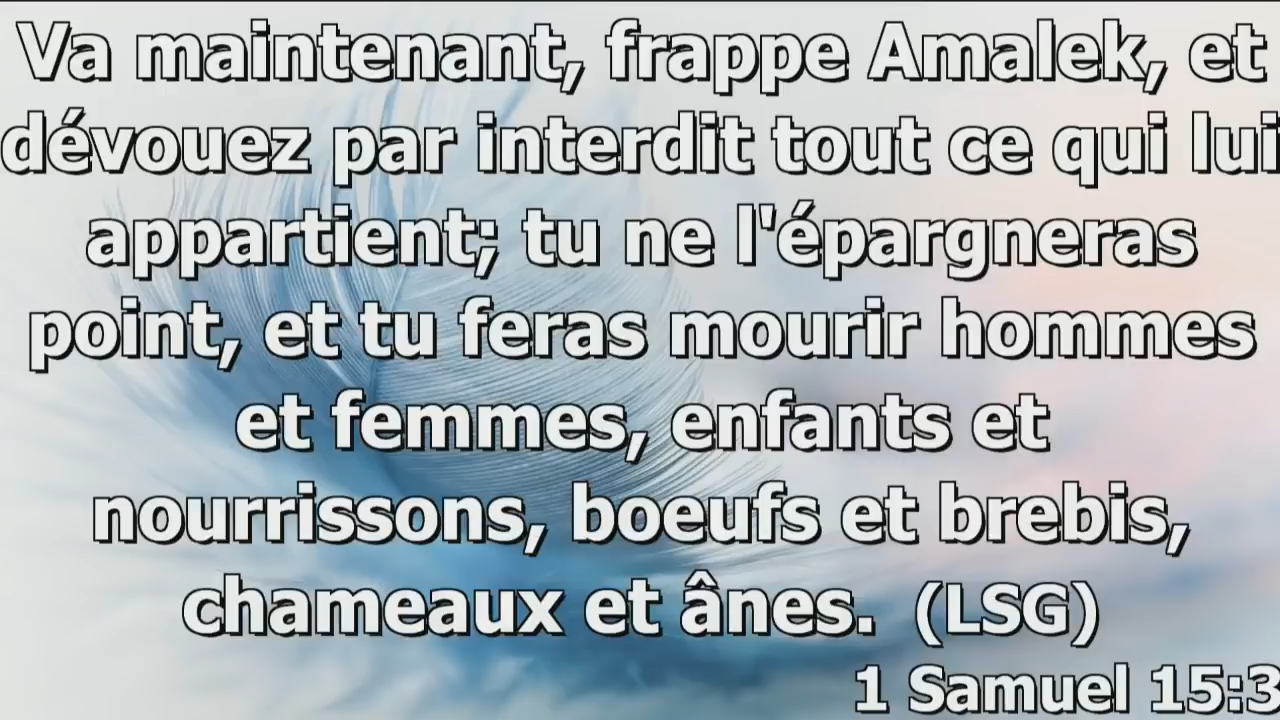 Va maintenant, frappe Amalek, et
dévouez par interdit tout ce qui lui
appartient; tu ne l'épargneras
point, et tu feras mourir hommes
et femmes, enfants et
nourrissons, boeufs et brebis,
chameaux et ânes. (LSG)
1 Samuel 15:3